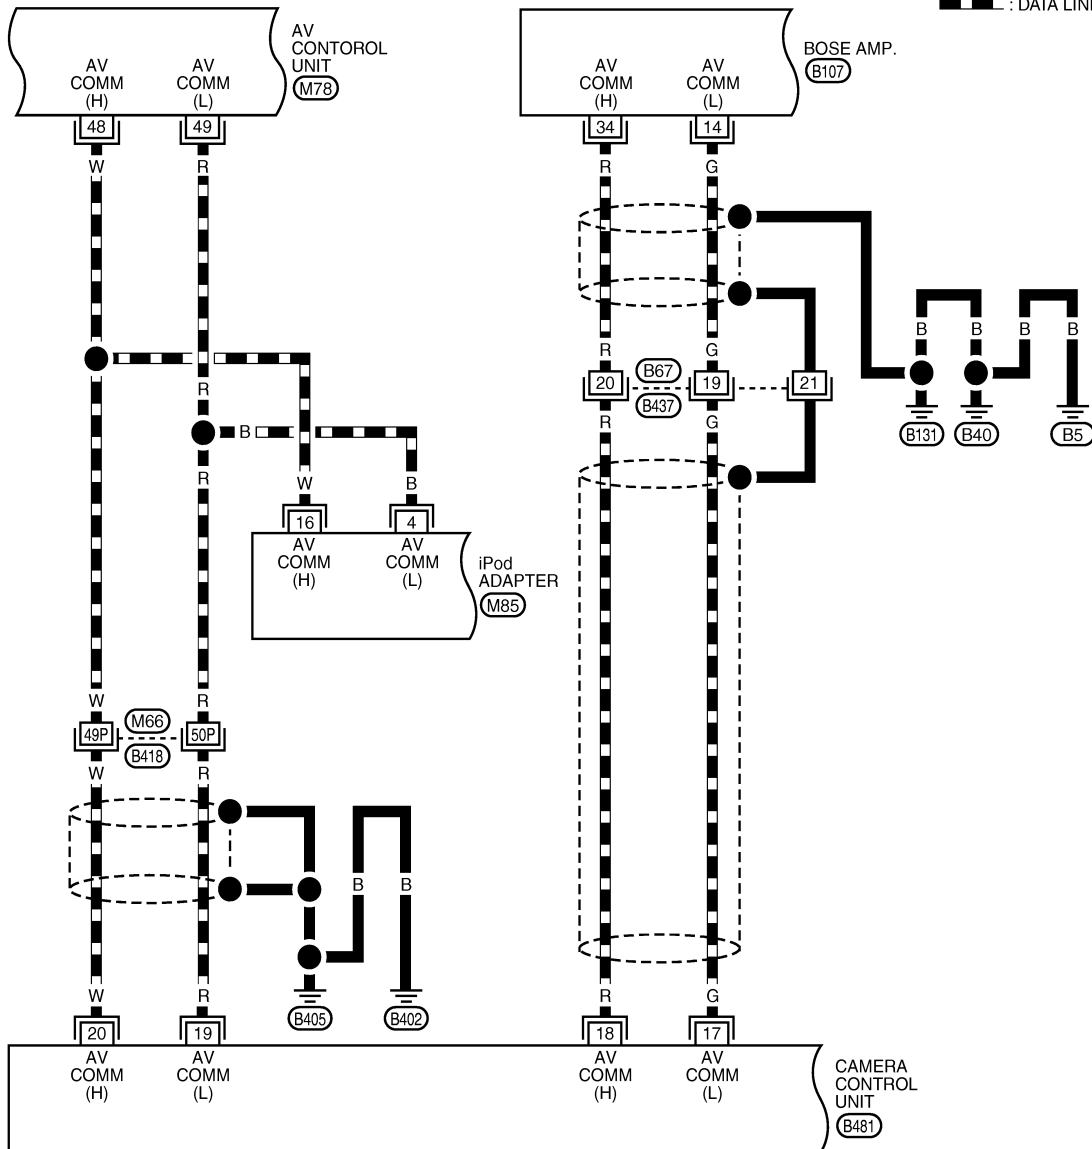 : DATA LINE
AV
CONTOROL
UNIT
M78
AV
COMM
(H)
AV
COMM
(L)
48
49
W
R
R
B
R
W
B
16
4
AV
COMM
(H)
AV
COMM
(L)
iPod
ADAPTER
M85
W
R
49P
M66
B418
50P
W
R
B
B
W
R
B405
B402
20
19
AV
COMM
(H)
AV
COMM
(L)
BOSE AMP.
B107
AV
COMM
(H)
AV
COMM
(L)
34
14
R
G
R
G
20
B67
B437
19
21
R
G
B
B
B
B
B131
B40
B5
R
G
18
17
AV
COMM
(H)
AV
COMM
(L)
CAMERA
CONTROL
UNIT
B481